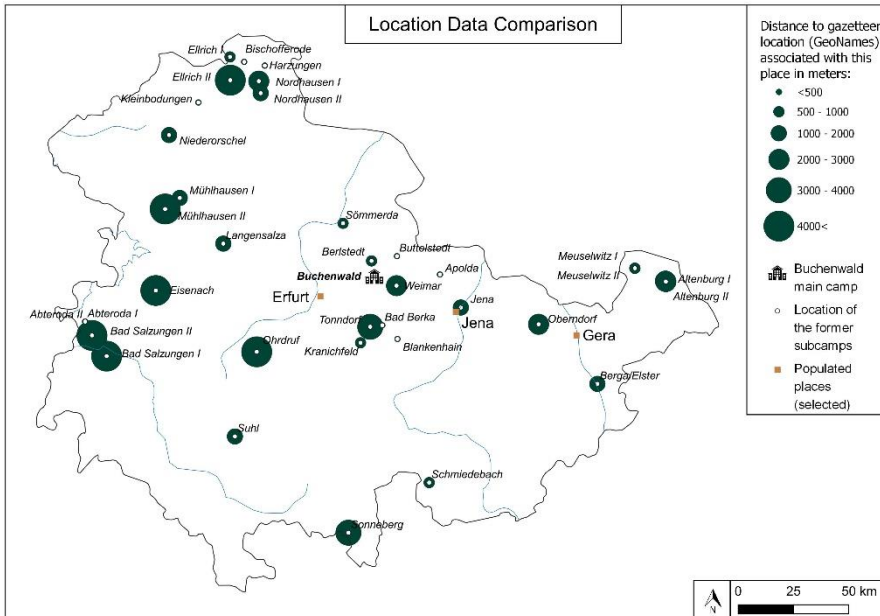 Location Data Comparison
Distance to gazetteer
location (GeoNames)
associated with this
place in meters:
<500
500 - 1000
1000 - 2000
2000 - 3000
3000 - 4000
4000<
Buchenwald
main camp
Location of
the former
subcamps
Populated
places
(selected)
Ellrich I
Bischofferode
Harzungen
Ellrich II
Nordhausen I
Nordhausen II
Kleinbodungen
Niederorschel
Mühlhausen I
Mühlhausen II
Langensalza
Sömmerda
Berlstedt
Buttelstedt
Buchenwald
Apolda
Weimar
Meuselwitz I
Meuselwitz II
Altenburg I
Altenburg II
Eisenach
Erfurt
Jena
Jena
Abteroda II
Abteroda I
Bad Salzungen II
Bad Salzungen I
Tonndorf
Bad Berka
Oberndorf
Gera
Ohrdruf
Kranichfeld
Blankenhain
Berga/Elster
Suhl
Schmiedebach
Sonneberg
N
0 25 50 km